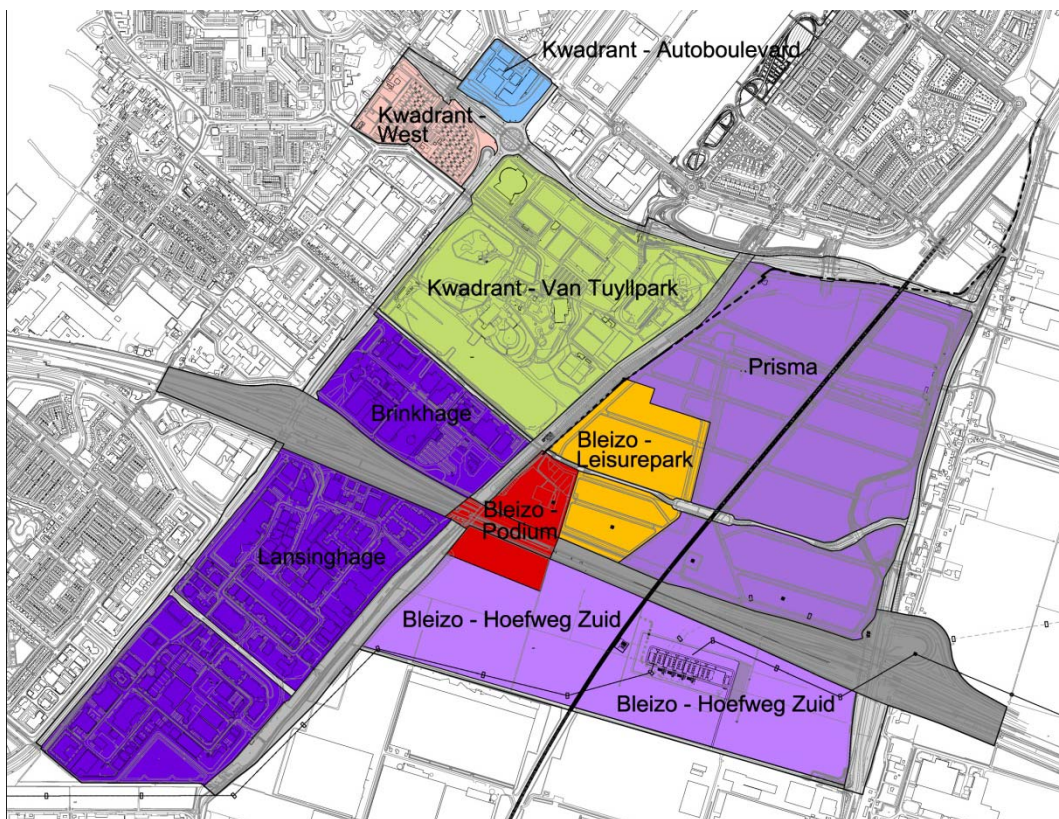 Kwadrant - Autoboulevard
Kwadrant -
West
Kwadrant - Van Tuyllpark
Prisma
Brinkhage
Bleizo -
Leisurepark
Bleizo -
Podium
Lansinghage
Bleizo - Hoefweg Zuid
Bleizo - Hoefweg Zuid